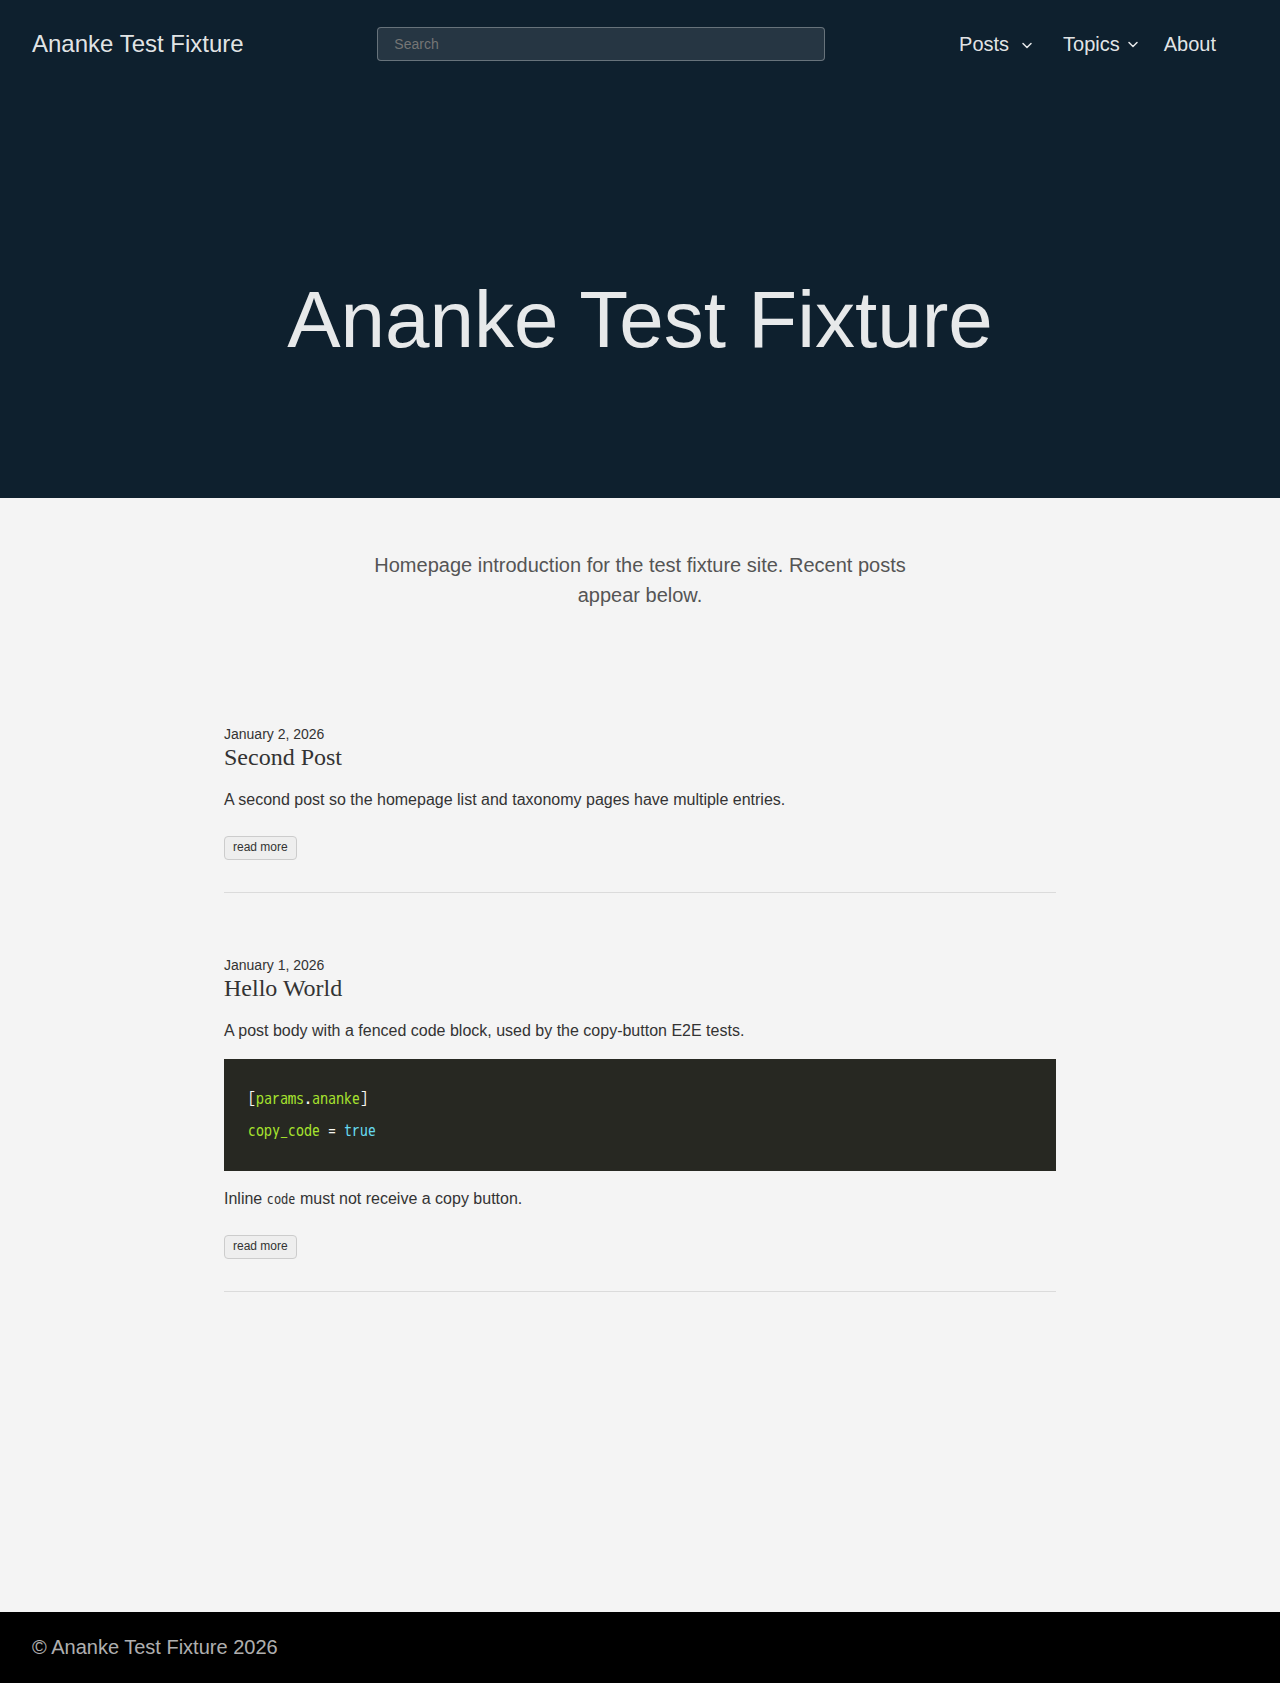 Ananke Test Fixture
Search
Posts
Topics
About
Ananke Test Fixture
Homepage introduction for the test fixture site. Recent posts
appear below.
January 2, 2026
Second Post
A second post so the homepage list and taxonomy pages have multiple entries.
read more
January 1, 2026
Hello World
A post body with a fenced code block, used by the copy-button E2E tests.
[params.ananke]
copy_code = true
Inline code must not receive a copy button.
read more
© Ananke Test Fixture 2026